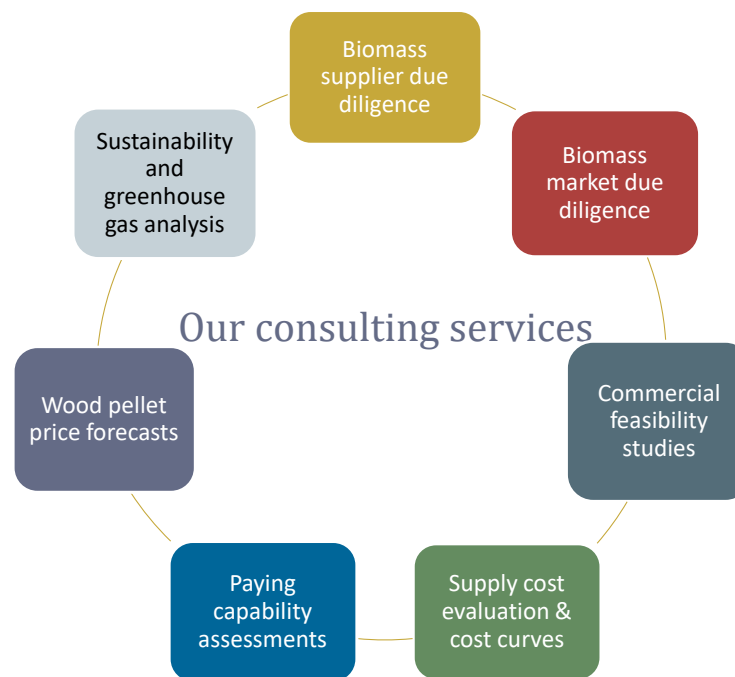 Biomass
supplier due
diligence
Biomass
market due
diligence
Commercial
feasibility
studies
Supply cost
evaluation &
cost curves
Paying
capability
assessments
Wood pellet
price forecasts
Sustainability
and
greenhouse
gas analysis
Our consulting services